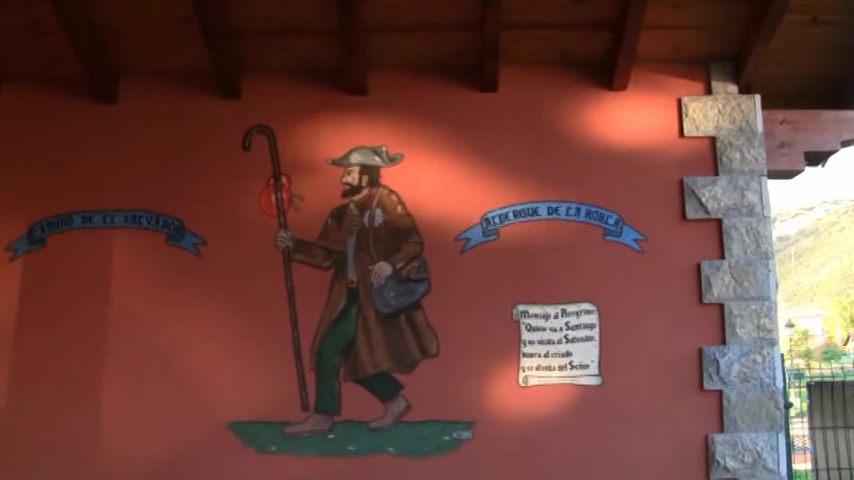 CAMINO DE EL SALVADOR
ALBERGUE DE LA ROBLA
Mensaje al Peregrino:
"Quien va a Santiago
y no visita al Salvador,
honra al criado
y se olvida del Señor"